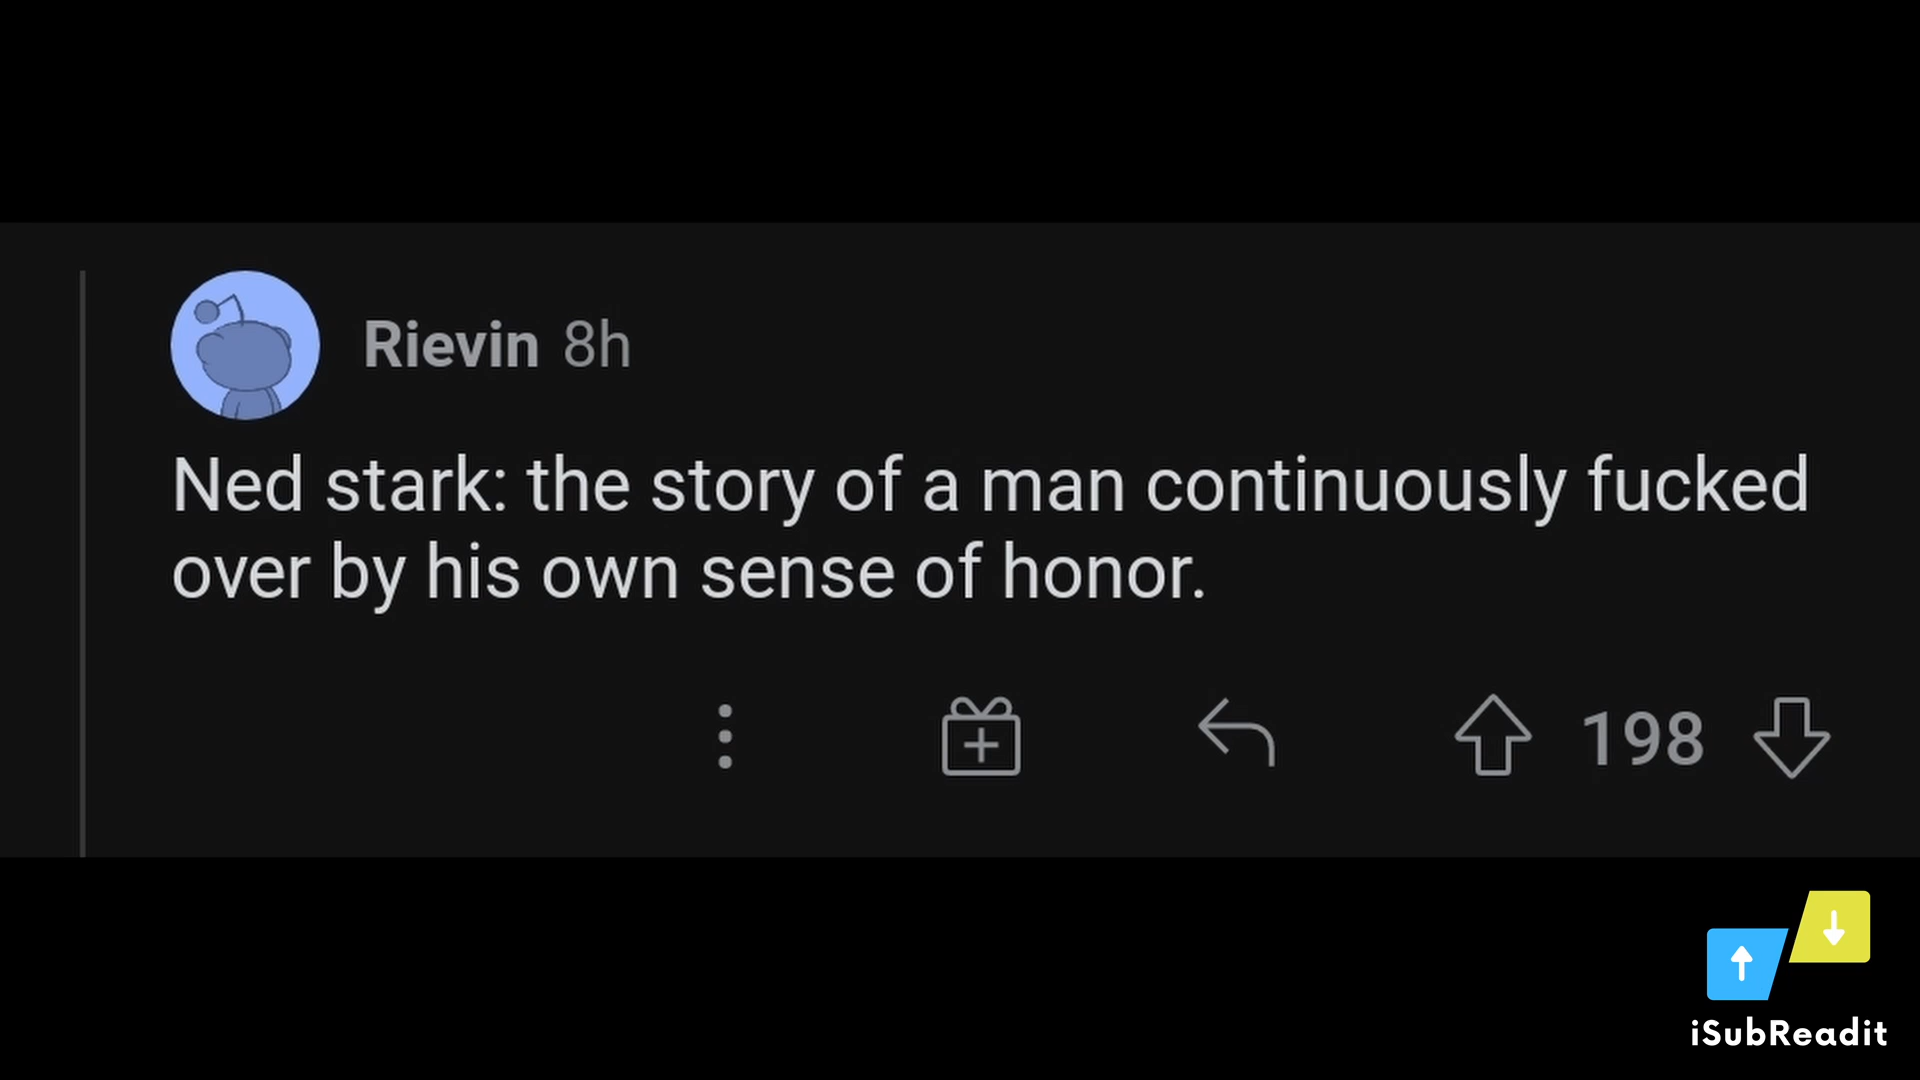 Rievin 8h
Ned stark: the story of a man continuously fucked
over by his own sense of honor.
198
iSubReadit